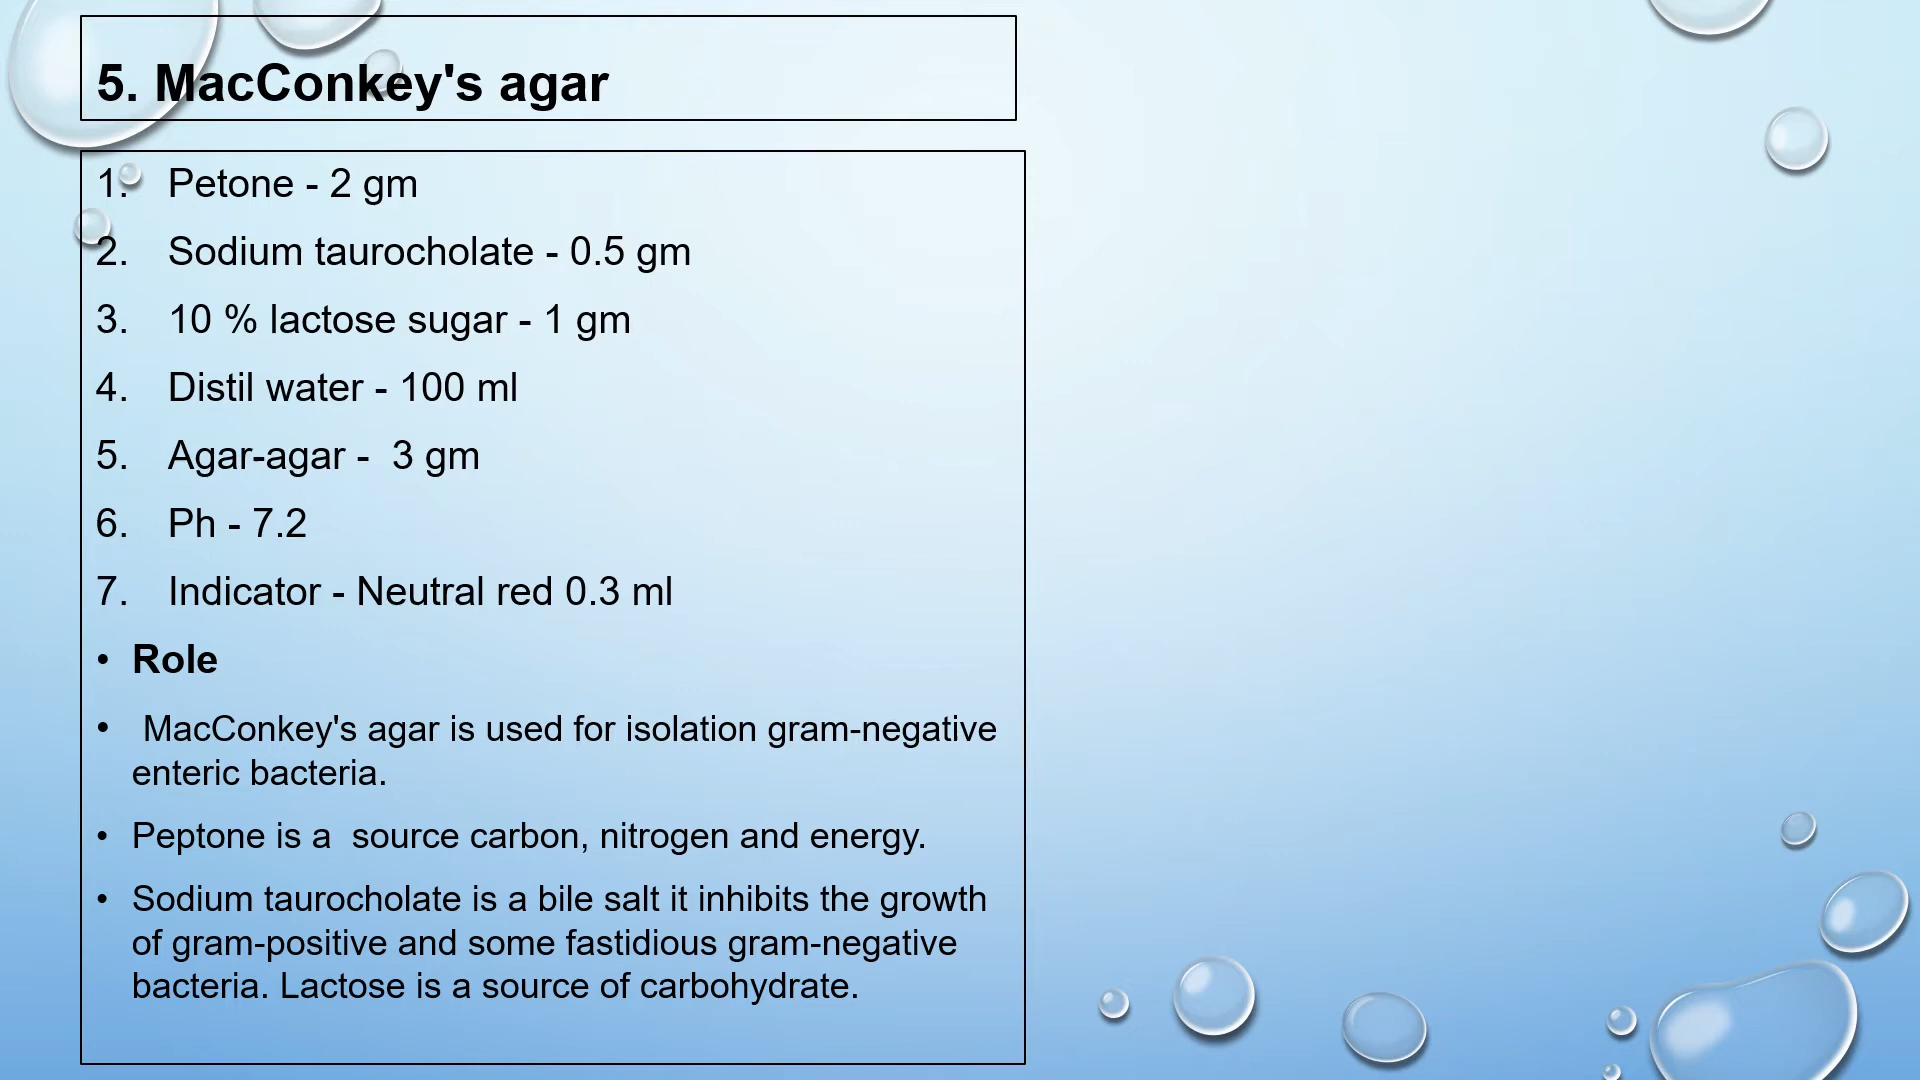 5. MacConkey's agar
1. Petone - 2 gm
2. Sodium taurocholate - 0.5 gm
3. 10 % lactose sugar - 1 gm
4. Distil water - 100 ml
5. Agar-agar -  3 gm
6. Ph - 7.2
7. Indicator - Neutral red 0.3 ml
• Role
•  MacConkey's agar is used for isolation gram-negative
enteric bacteria.
• Peptone is a  source carbon, nitrogen and energy.
• Sodium taurocholate is a bile salt it inhibits the growth
of gram-positive and some fastidious gram-negative
bacteria. Lactose is a source of carbohydrate.